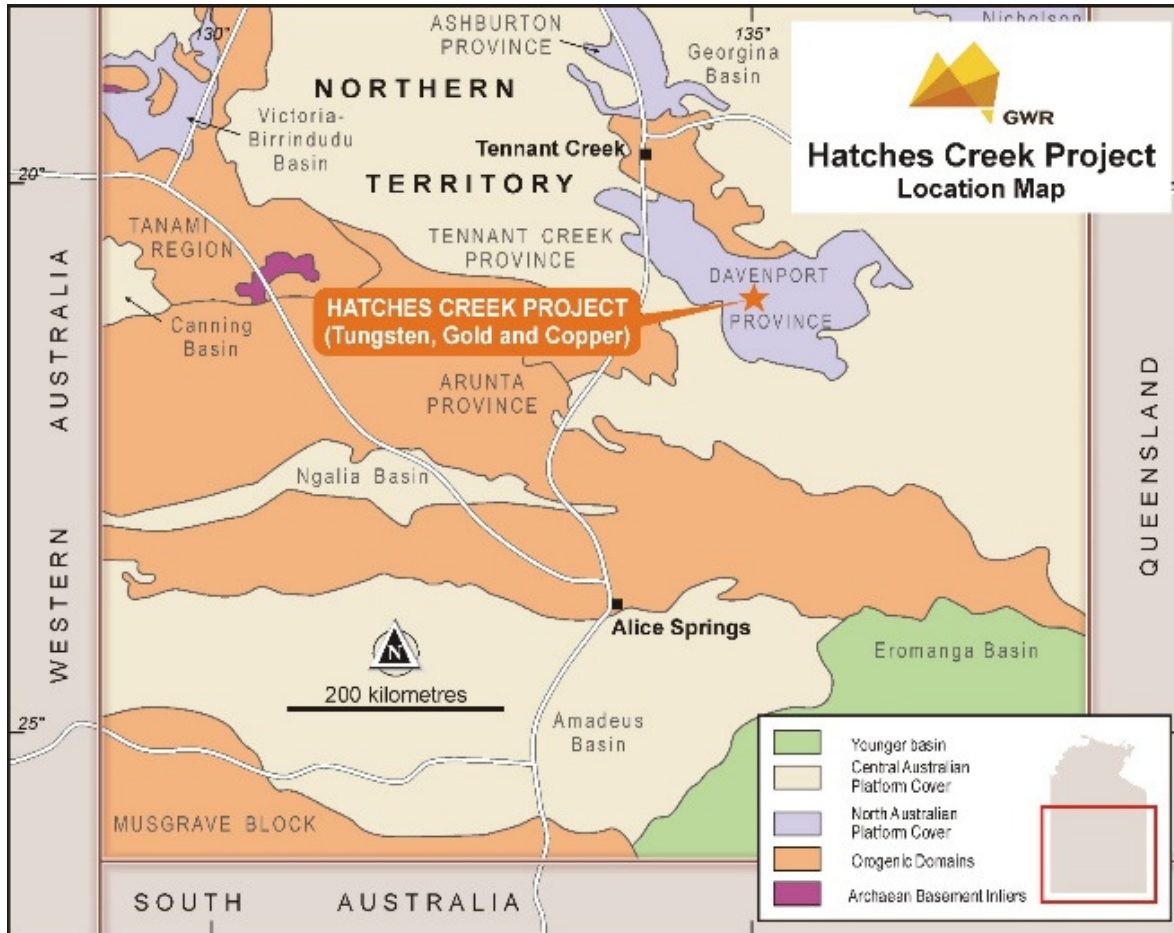 130°
ASHBURTON
PROVINCE
135°
Georgina
Basin
Nicholson
GWR
Hatches Creek Project
Location Map
NORTHERN
TERRITORY
Victoria-
Birrindudu
Basin
Tennant Creek
20°
TANAMI
REGION
TENNANT CREEK
PROVINCE
DAVENPORT
PROVINCE
HATCHES CREEK PROJECT
(Tungsten, Gold and Copper)
Canning
Basin
ARUNTA
PROVINCE
WESTERN AUSTRALIA
QUEENSLAND
Ngalia Basin
Alice Springs
Eromanga Basin
N
200 kilometres
25°
Amadeus
Basin
MUSGRAVE BLOCK
SOUTH AUSTRALIA
Younger basin
Central Australian
Platform Cover
North Australian
Platform Cover
Orogenic Domains
Archaean Basement Inliers